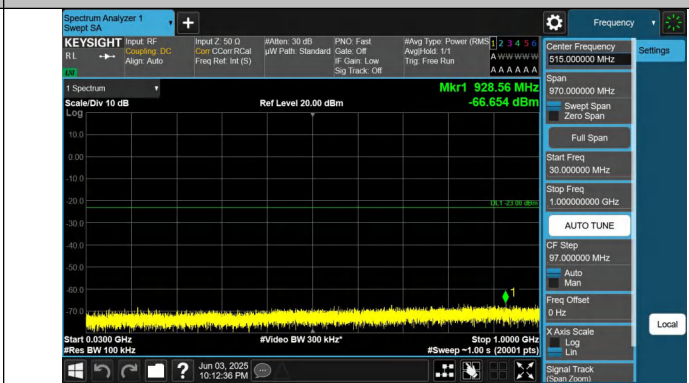 Spectrum Analyzer 1
Swept SA
+
Frequency
KEYSIGHT
RL
Input: RF
Coupling: DC
Align: Auto
Input Z: 50 Ω
Corr CCorr RCal
Freq Ref: Int (S)
#Atten: 30 dB
µW Path: Standard
PNO: Fast
Gate: Off
IF Gain: Low
Sig Track: Off
#Avg Type: Power (RMS
Avg|Hold: 1/1
Trig: Free Run
1 2 3 4 5 6
A W W W W W
A A A A A A
1 Spectrum
Scale/Div 10 dB
Ref Level 20.00 dBm
Mkr1 928.56 MHz
-66.654 dBm
Log
10.0
0.00
-10.0
-20.0
-30.0
-40.0
-50.0
-60.0
-70.0
DL1 -23.00 dBm
1
Start 0.0300 GHz
#Video BW 300 kHz*
Stop 1.0000 GHz
#Res BW 100 kHz
#Sweep ~1.00 s (20001 pts)
Jun 03, 2025
10:12:36 PM
Center Frequency
515.000000 MHz
Settings
Span
970.000000 MHz
Swept Span
Zero Span
Full Span
Start Freq
30.000000 MHz
Stop Freq
1.000000000 GHz
AUTO TUNE
CF Step
97.000000 MHz
Auto
Man
Freq Offset
0 Hz
X Axis Scale
Log
Lin
Local
Signal Track
(Span Zoom)